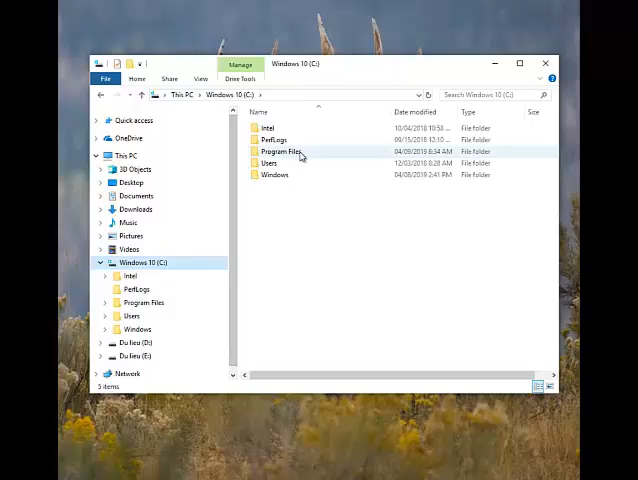 Manage
Windows 10 (C:)
File
Home
Share
View
Drive Tools
This PC
Windows 10 (C:)
Search Windows 10 (C:)
Name
Date modified
Type
Size
Intel
10/04/2018 10:58 ...
File folder
PerfLogs
09/15/2018 12:10 ...
File folder
Program Files
04/09/2019 8:34 AM
File folder
Users
12/03/2018 8:28 AM
File folder
Windows
04/08/2019 2:41 PM
File folder
Quick access
OneDrive
This PC
3D Objects
Desktop
Documents
Downloads
Music
Pictures
Videos
Windows 10 (C:)
Intel
PerfLogs
Program Files
Users
Windows
Du lieu (D:)
Du lieu (E:)
Network
5 items